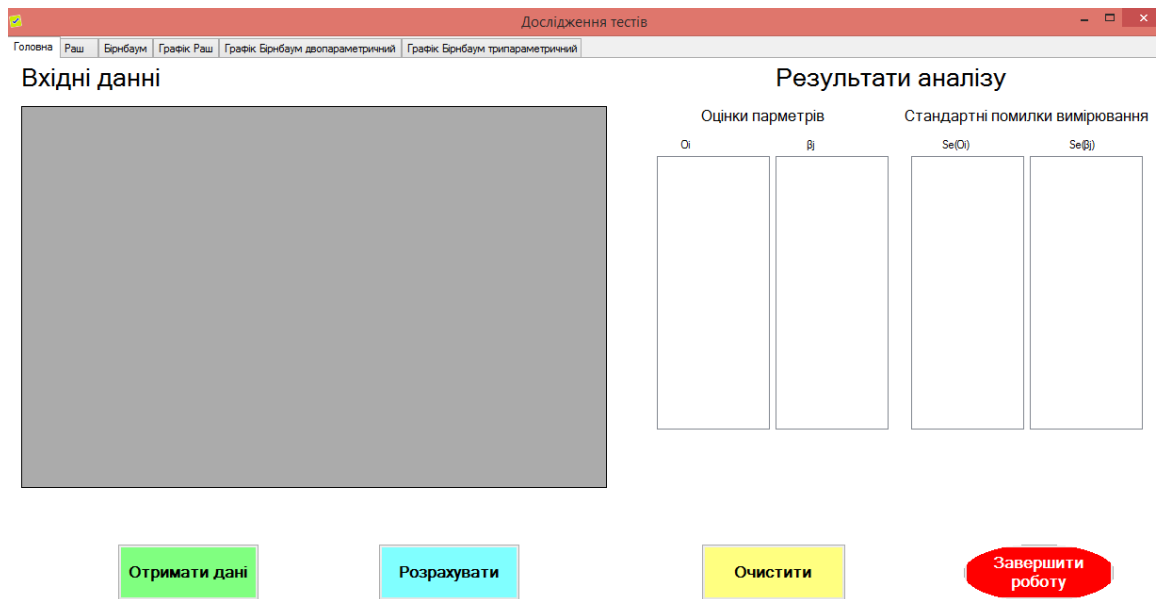 Дослідження тестів
Головна Раш Бірнбаум Графік Раш Графік Бірнбаум двопараметричний Графік Бірнбаум трипараметричний
Вхідні данні
Результати аналізу
Оцінки парметрів
Стандартні помилки вимірювання
Oi
βj
Se(Oi)
Se(βj)
Отримати дані
Розрахувати
Очистити
Завершити
роботу